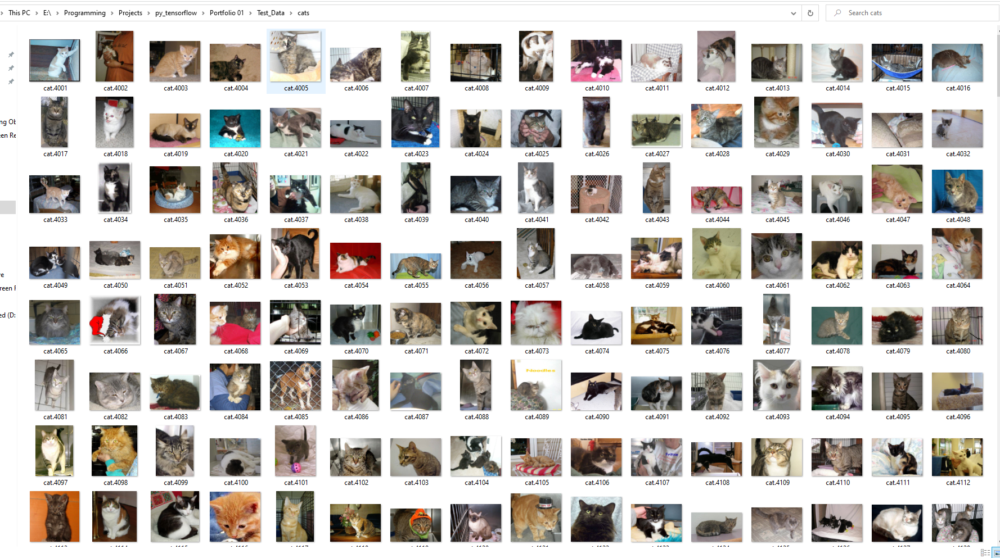 This PC > E:\ > Programming > Projects > py_tensorflow > Portfolio 01 > Test_Data > cats
Search cats
cat.4001 cat.4002 cat.4003 cat.4004 cat.4005 cat.4006 cat.4007 cat.4008 cat.4009 cat.4010 cat.4011 cat.4012 cat.4013 cat.4014 cat.4015 cat.4016
cat.4017 cat.4018 cat.4019 cat.4020 cat.4021 cat.4022 cat.4023 cat.4024 cat.4025 cat.4026 cat.4027 cat.4028 cat.4029 cat.4030 cat.4031 cat.4032
ng Ob
een Re
cat.4033 cat.4034 cat.4035 cat.4036 cat.4037 cat.4038 cat.4039 cat.4040 cat.4041 cat.4042 cat.4043 cat.4044 cat.4045 cat.4046 cat.4047 cat.4048
cat.4049 cat.4050 cat.4051 cat.4052 cat.4053 cat.4054 cat.4055 cat.4056 cat.4057 cat.4058 cat.4059 cat.4060 cat.4061 cat.4062 cat.4063 cat.4064
ve
reen R
ed (D:
cat.4065 cat.4066 cat.4067 cat.4068 cat.4069 cat.4070 cat.4071 cat.4072 cat.4073 cat.4074 cat.4075 cat.4076 cat.4077 cat.4078 cat.4079 cat.4080
Noodles
cat.4081 cat.4082 cat.4083 cat.4084 cat.4085 cat.4086 cat.4087 cat.4088 cat.4089 cat.4090 cat.4091 cat.4092 cat.4093 cat.4094 cat.4095 cat.4096
Fritzie
cat.4097 cat.4098 cat.4099 cat.4100 cat.4101 cat.4102 cat.4103 cat.4104 cat.4105 cat.4106 cat.4107 cat.4108 cat.4109 cat.4110 cat.4111 cat.4112